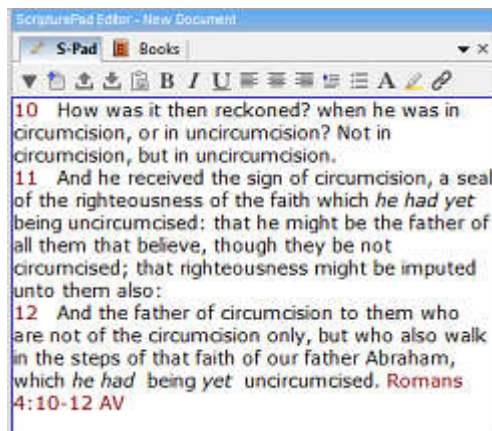 ScripturePad Editor - New Document
S-Pad Books
B I U A
10 How was it then reckoned? when he was in
circumcision, or in uncircumcision? Not in
circumcision, but in uncircumcision.
11 And he received the sign of circumcision, a seal
of the righteousness of the faith which he had yet
being uncircumcised: that he might be the father of
all them that believe, though they be not
circumcised; that righteousness might be imputed
unto them also:
12 And the father of circumcision to them who
are not of the circumcision only, but who also walk
in the steps of that faith of our father Abraham,
which he had being yet uncircumcised. Romans
4:10-12 AV